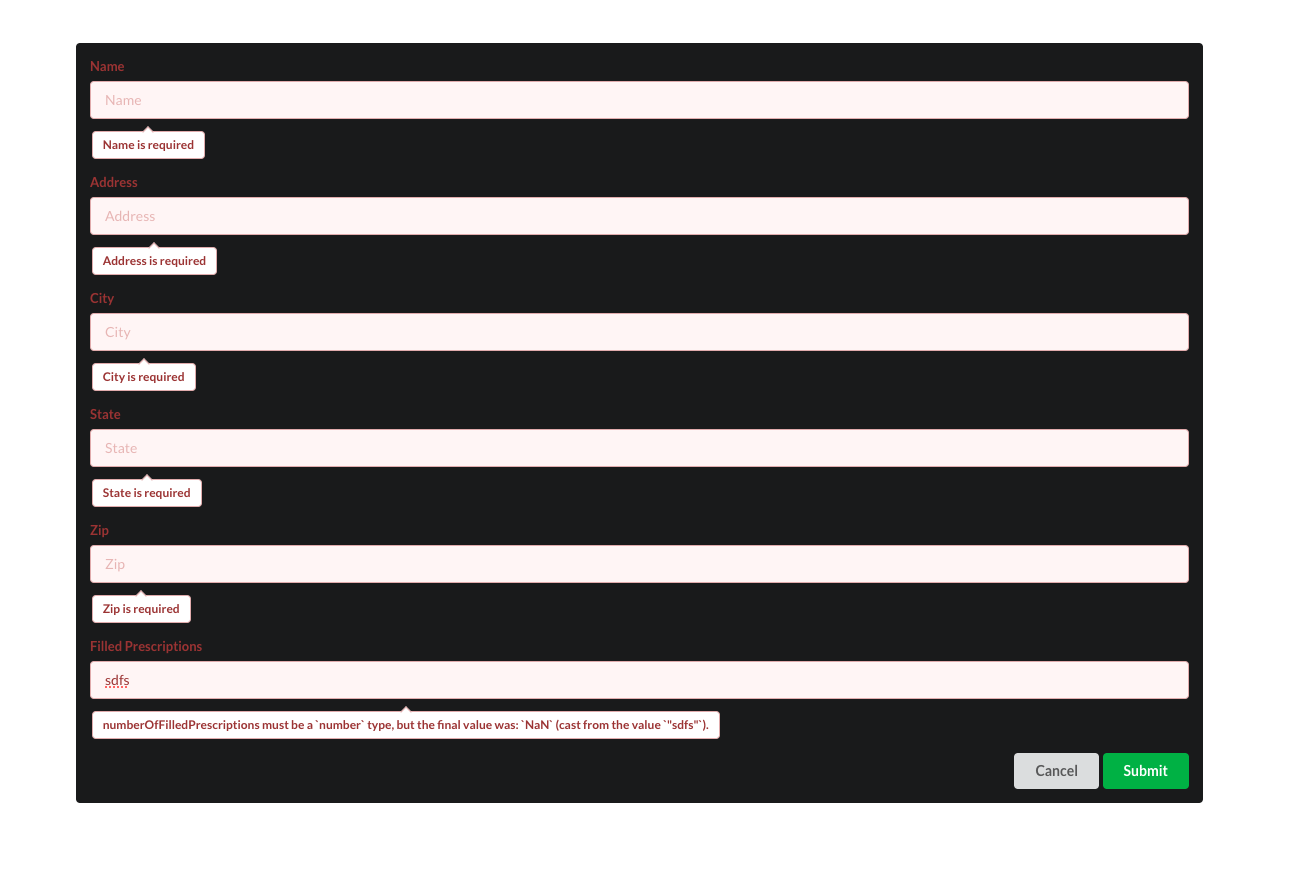 Name
Name
Name is required
Address
Address
Address is required
City
City
City is required
State
State
State is required
Zip
Zip
Zip is required
Filled Prescriptions
sdfs
numberOfFilledPrescriptions must be a `number` type, but the final value was: `NaN` (cast from the value `"sdfs"`).
Cancel Submit